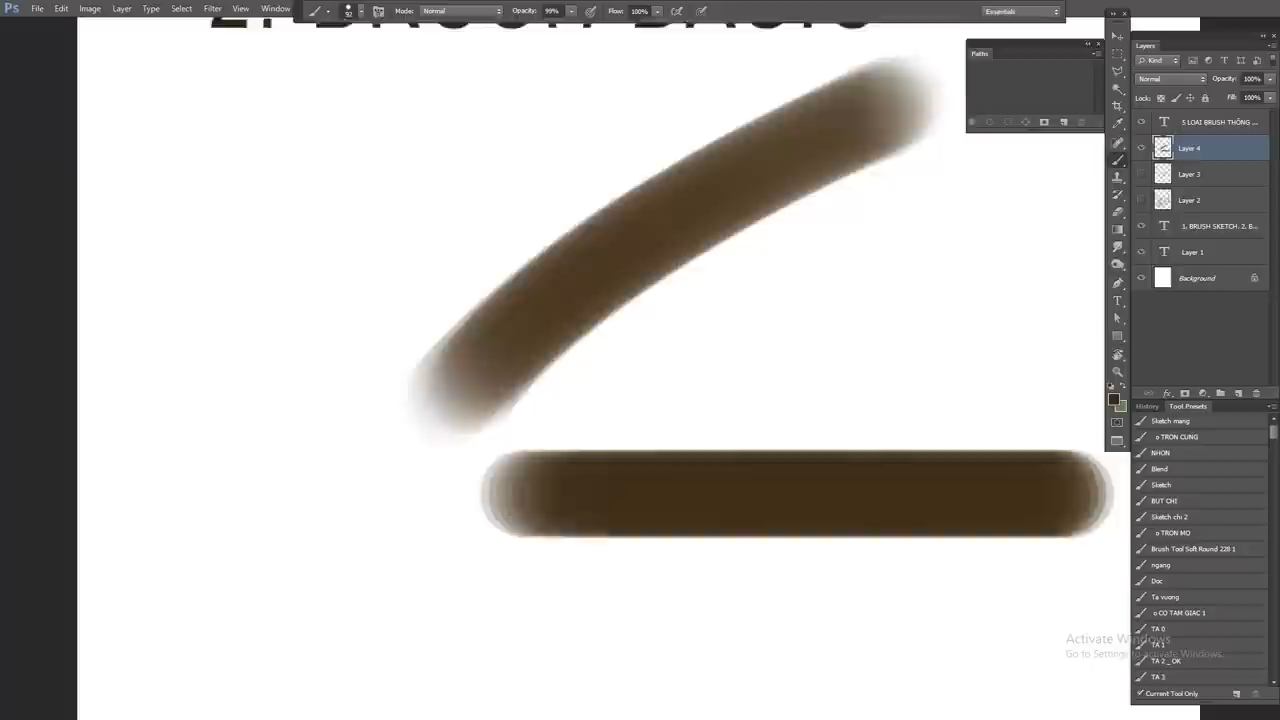 Ps File Edit Image Layer Type Select Filter View Window
92 Mode: Normal Opacity: 99% Flow: 100% Essentials
Paths
Layers
Kind
Normal Opacity: 100%
Lock: Fill: 100%
5 LOAI BRUSH THÔNG ...
Layer 4
Layer 3
Layer 2
1. BRUSH SKETCH. 2. B...
Layer 1
Background
History Tool Presets
Sketch mang
o TRON CUNG
NHON
Blend
Sketch
BUT CHI
Sketch chi 2
o TRON MO
Brush Tool Soft Round 228 1
ngang
Doc
Ta vuong
o CO TAM GIAC 1
TA 0
TA 1
TA 2 _OK
TA 3
Current Tool Only
Activate Windows
Go to Settings to activate Windows.